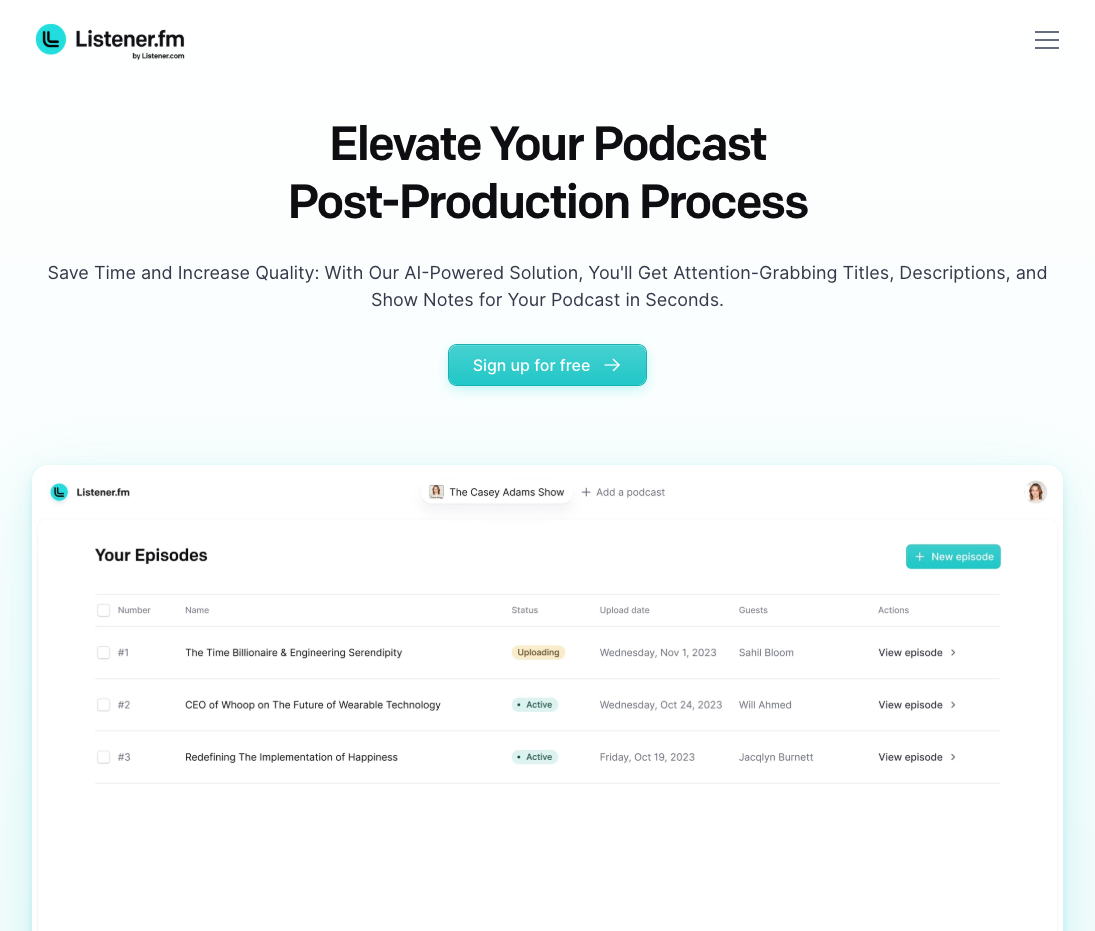 Listener.fm
by Listener.com
Elevate Your Podcast
Post-Production Process
Save Time and Increase Quality: With Our AI-Powered Solution, You'll Get Attention-Grabbing Titles, Descriptions, and
Show Notes for Your Podcast in Seconds.
Sign up for free
Listener.fm The Casey Adams Show Add a podcast
Your Episodes New episode
Number Name Status Upload date Guests Actions
#1 The Time Billionaire & Engineering Serendipity Uploading Wednesday, Nov 1, 2023 Sahil Bloom View episode
#2 CEO of Whoop on The Future of Wearable Technology Active Wednesday, Oct 24, 2023 Will Ahmed View episode
#3 Redefining The Implementation of Happiness Active Friday, Oct 19, 2023 Jacqlyn Burnett View episode